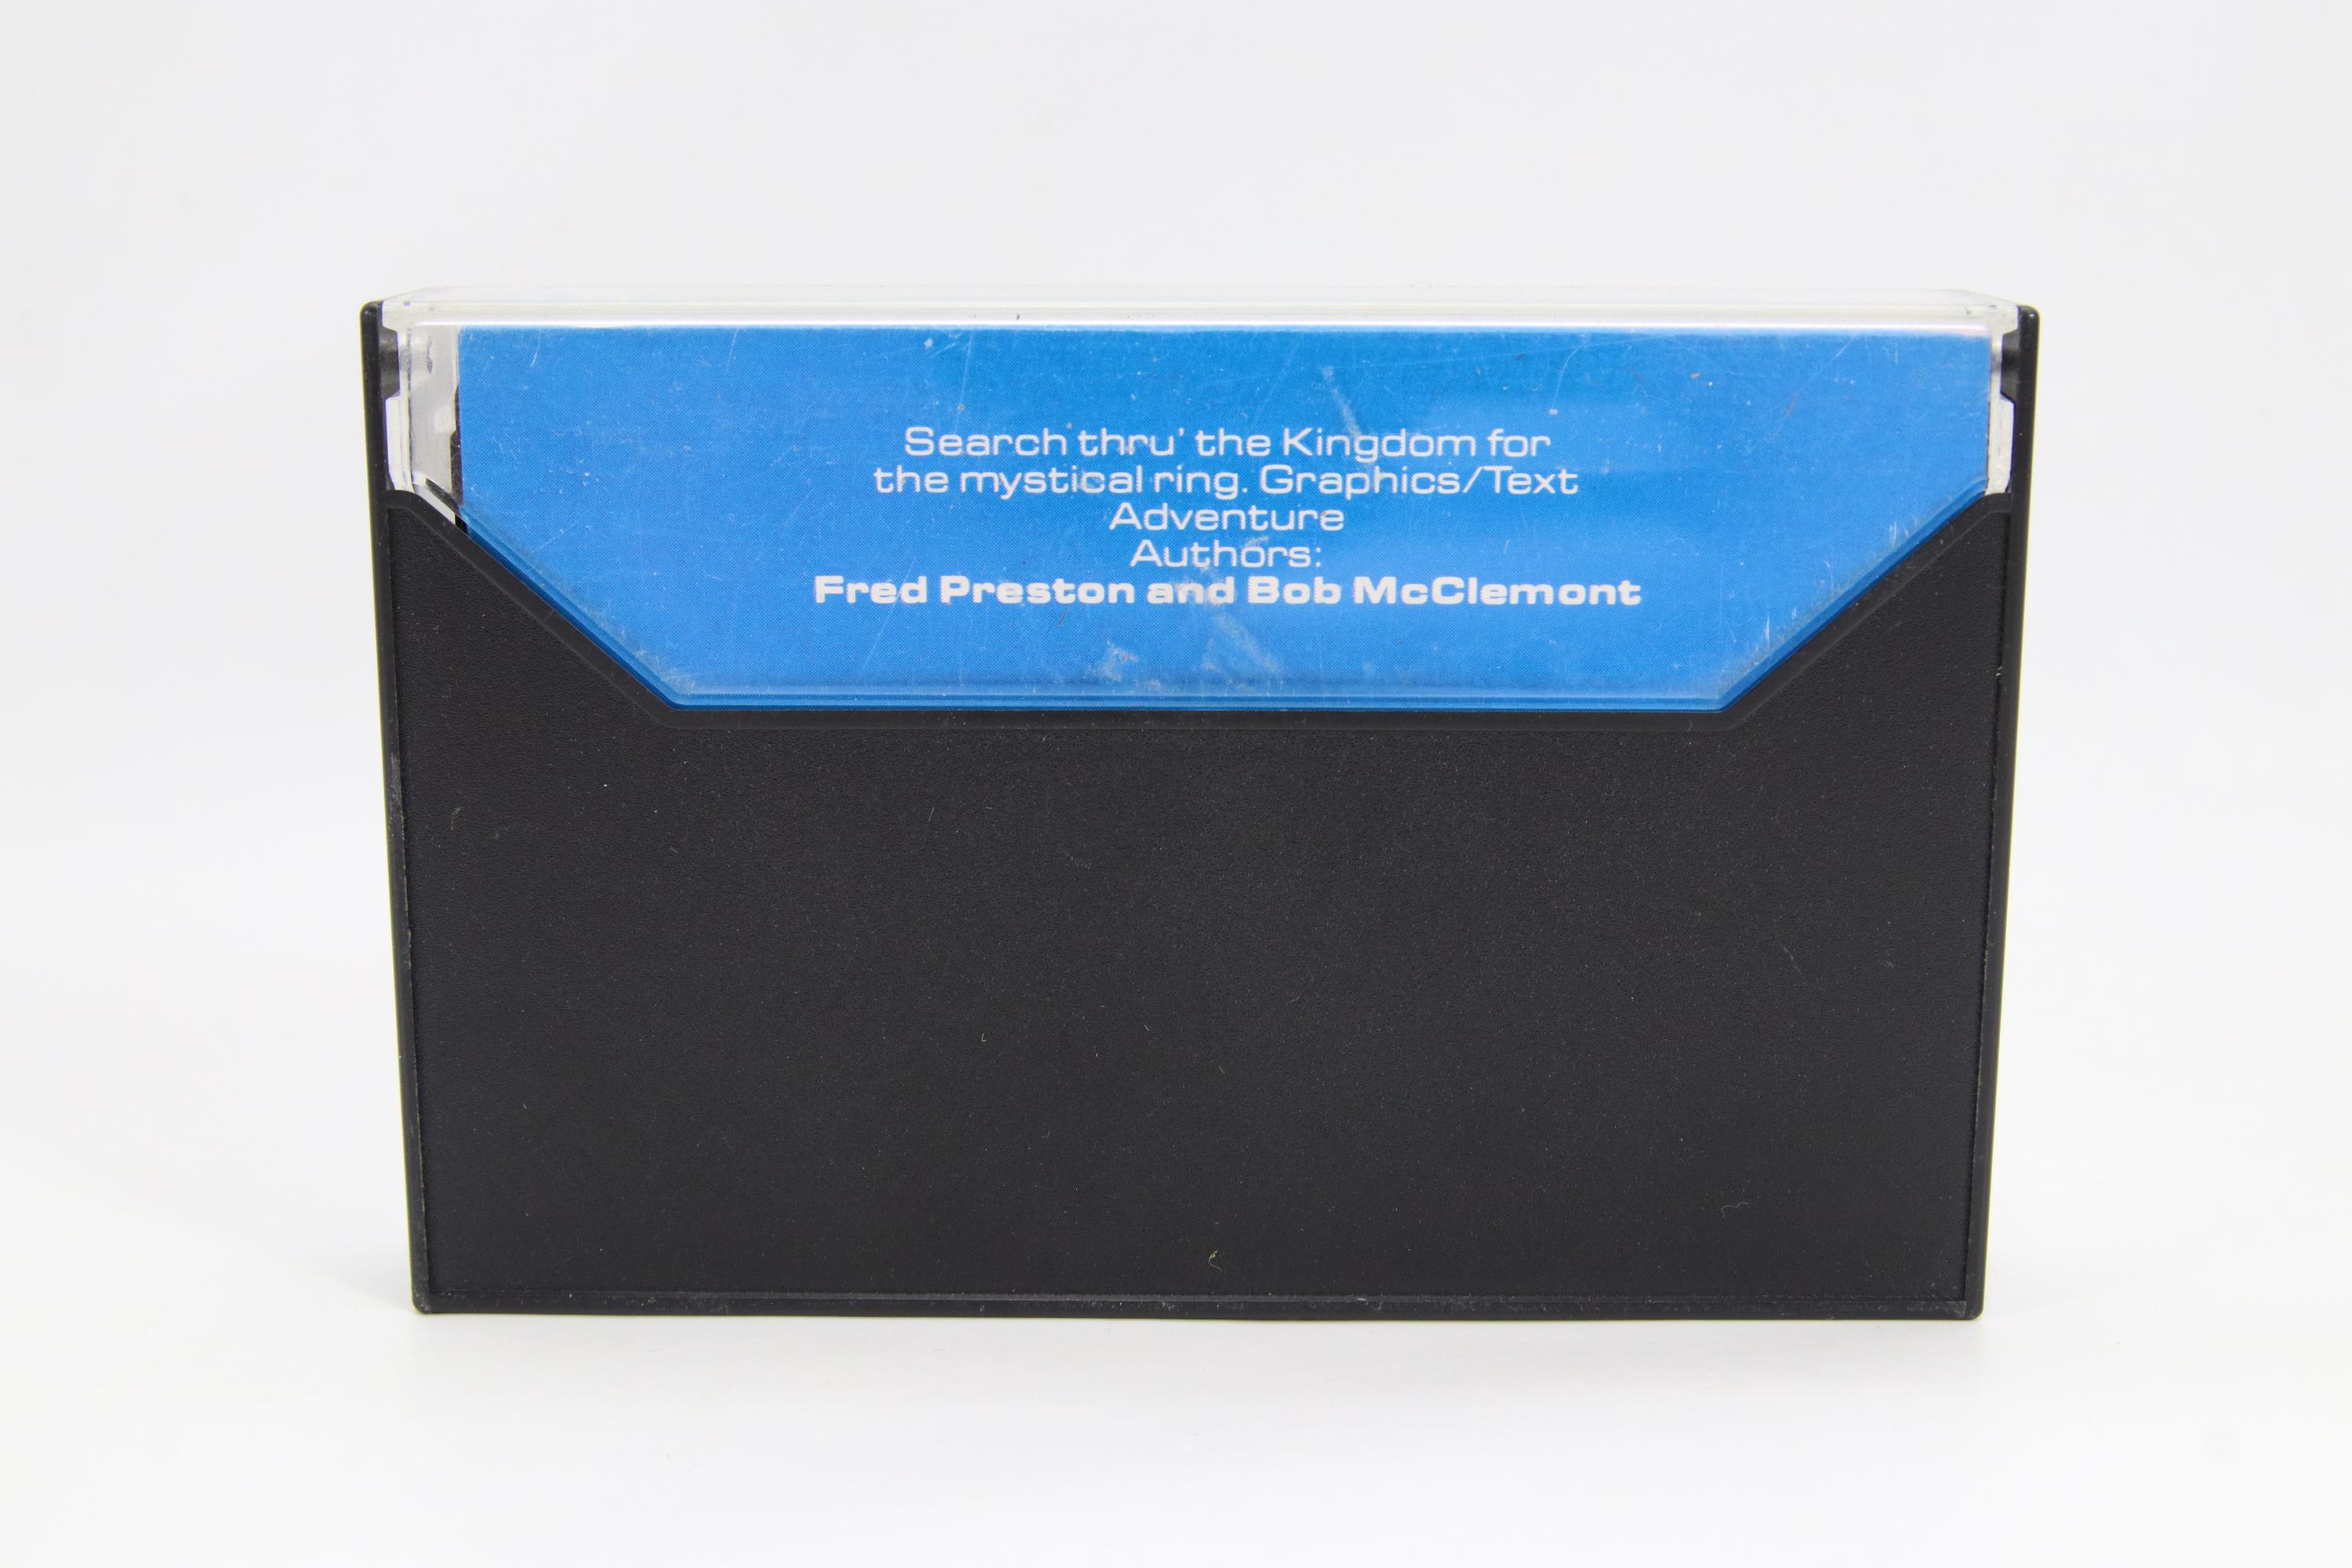 Search thru' the Kingdom for
the mystical ring. Graphics/Text
Adventure
Authors:
Fred Preston and Bob McClemont